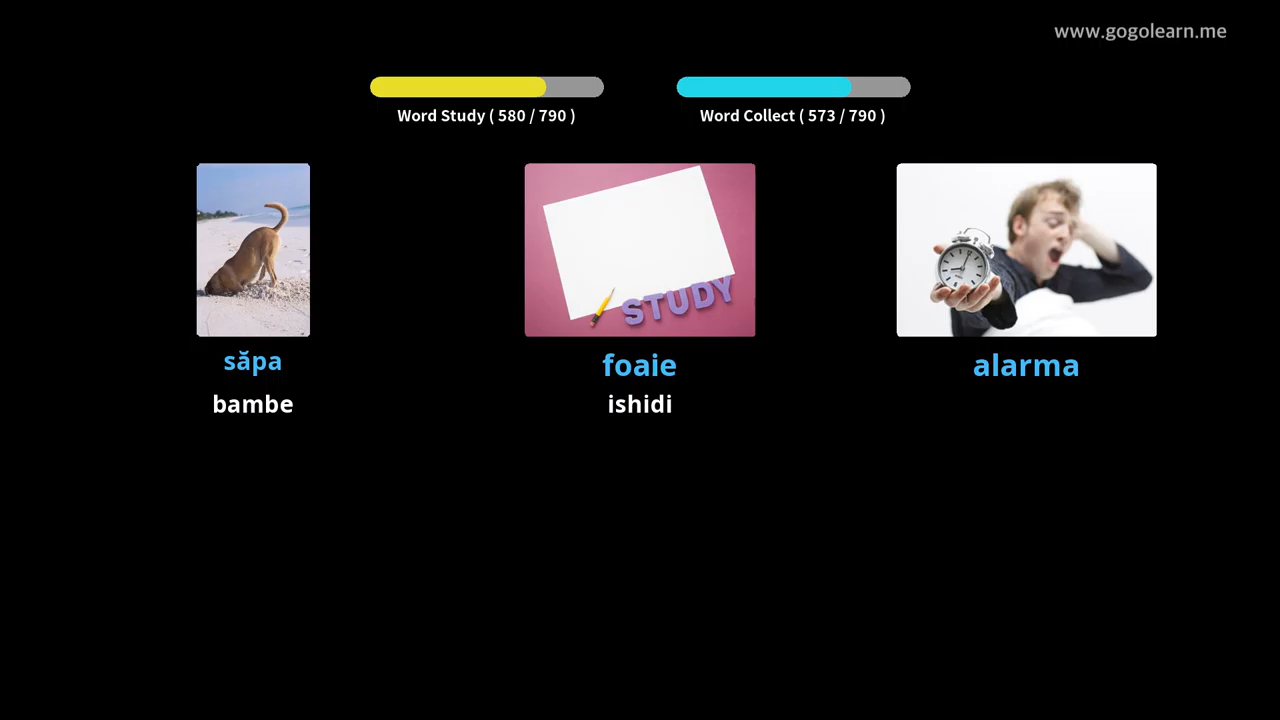 www.gogolearn.me
Word Study ( 580 / 790 )
Word Collect ( 573 / 790 )
STUDY
săpa
foaie
alarma
bambe
ishidi